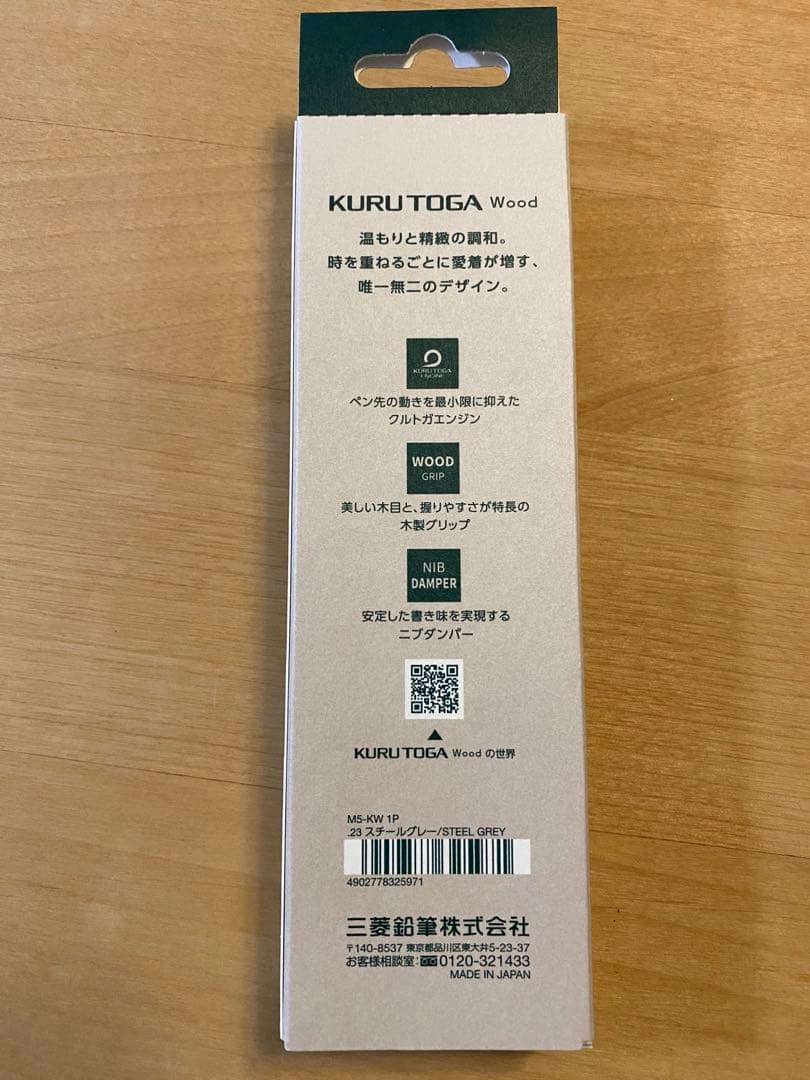 KURU TOGA Wood
温もりと精緻の調和。
時を重ねるごとに愛着が増す、
唯一無二のデザイン。
KURU TOGA
ENGINE
ペン先の動きを最小限に抑えた
クルトガエンジン
WOOD
GRIP
美しい木目と、握りやすさが特長の
木製グリップ
NIB
DAMPER
安定した書き味を実現する
ニブダンパー
KURU TOGA Wood の世界
M5-KW 1P
.23 スチールグレー/STEEL GREY
4902778325971
三菱鉛筆株式会社
〒140-8537 東京都品川区東大井5-23-37
お客様相談室:0120-321433
MADE IN JAPAN